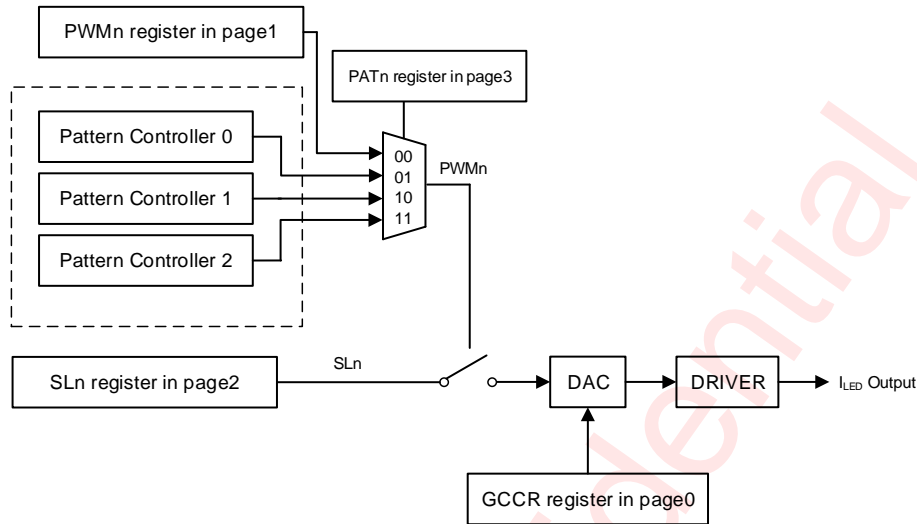 PWMn register in page1
PATn register in page3
Pattern Controller 0
Pattern Controller 1
Pattern Controller 2
00
01
10
11
PWMn
SLn register in page2
SLn
DAC
DRIVER
ILED Output
GCCR register in page0
idential